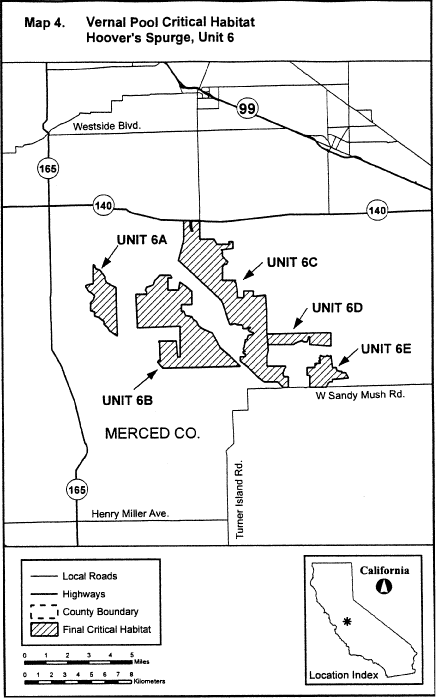 Map 4. Vernal Pool Critical Habitat
Hoover's Spurge, Unit 6
99
Westside Blvd.
165
140
140
UNIT 6A
UNIT 6C
UNIT 6D
UNIT 6E
UNIT 6B
W Sandy Mush Rd.
MERCED CO.
Turner Island Rd.
165
Henry Miller Ave.
Local Roads
Highways
County Boundary
Final Critical Habitat
0 1 2 3 4 5
Miles
0 1 2 3 4 5 6 7 8
Kilometers
California
Location Index